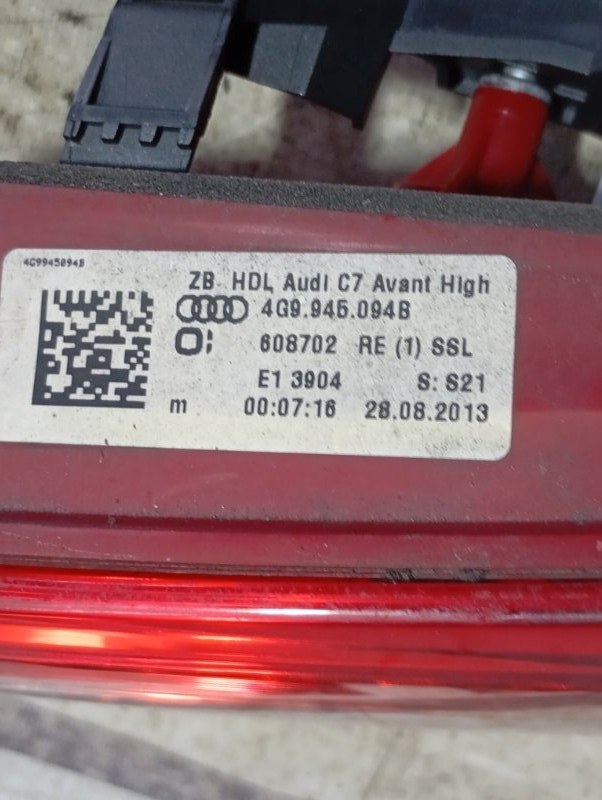 4G9945094B
ZB HDL Audi C7 Avant High
4G9.945.094B
608702 RE (1) SSL
E1 3904 S: S21
m 00:07:16 28.08.2013